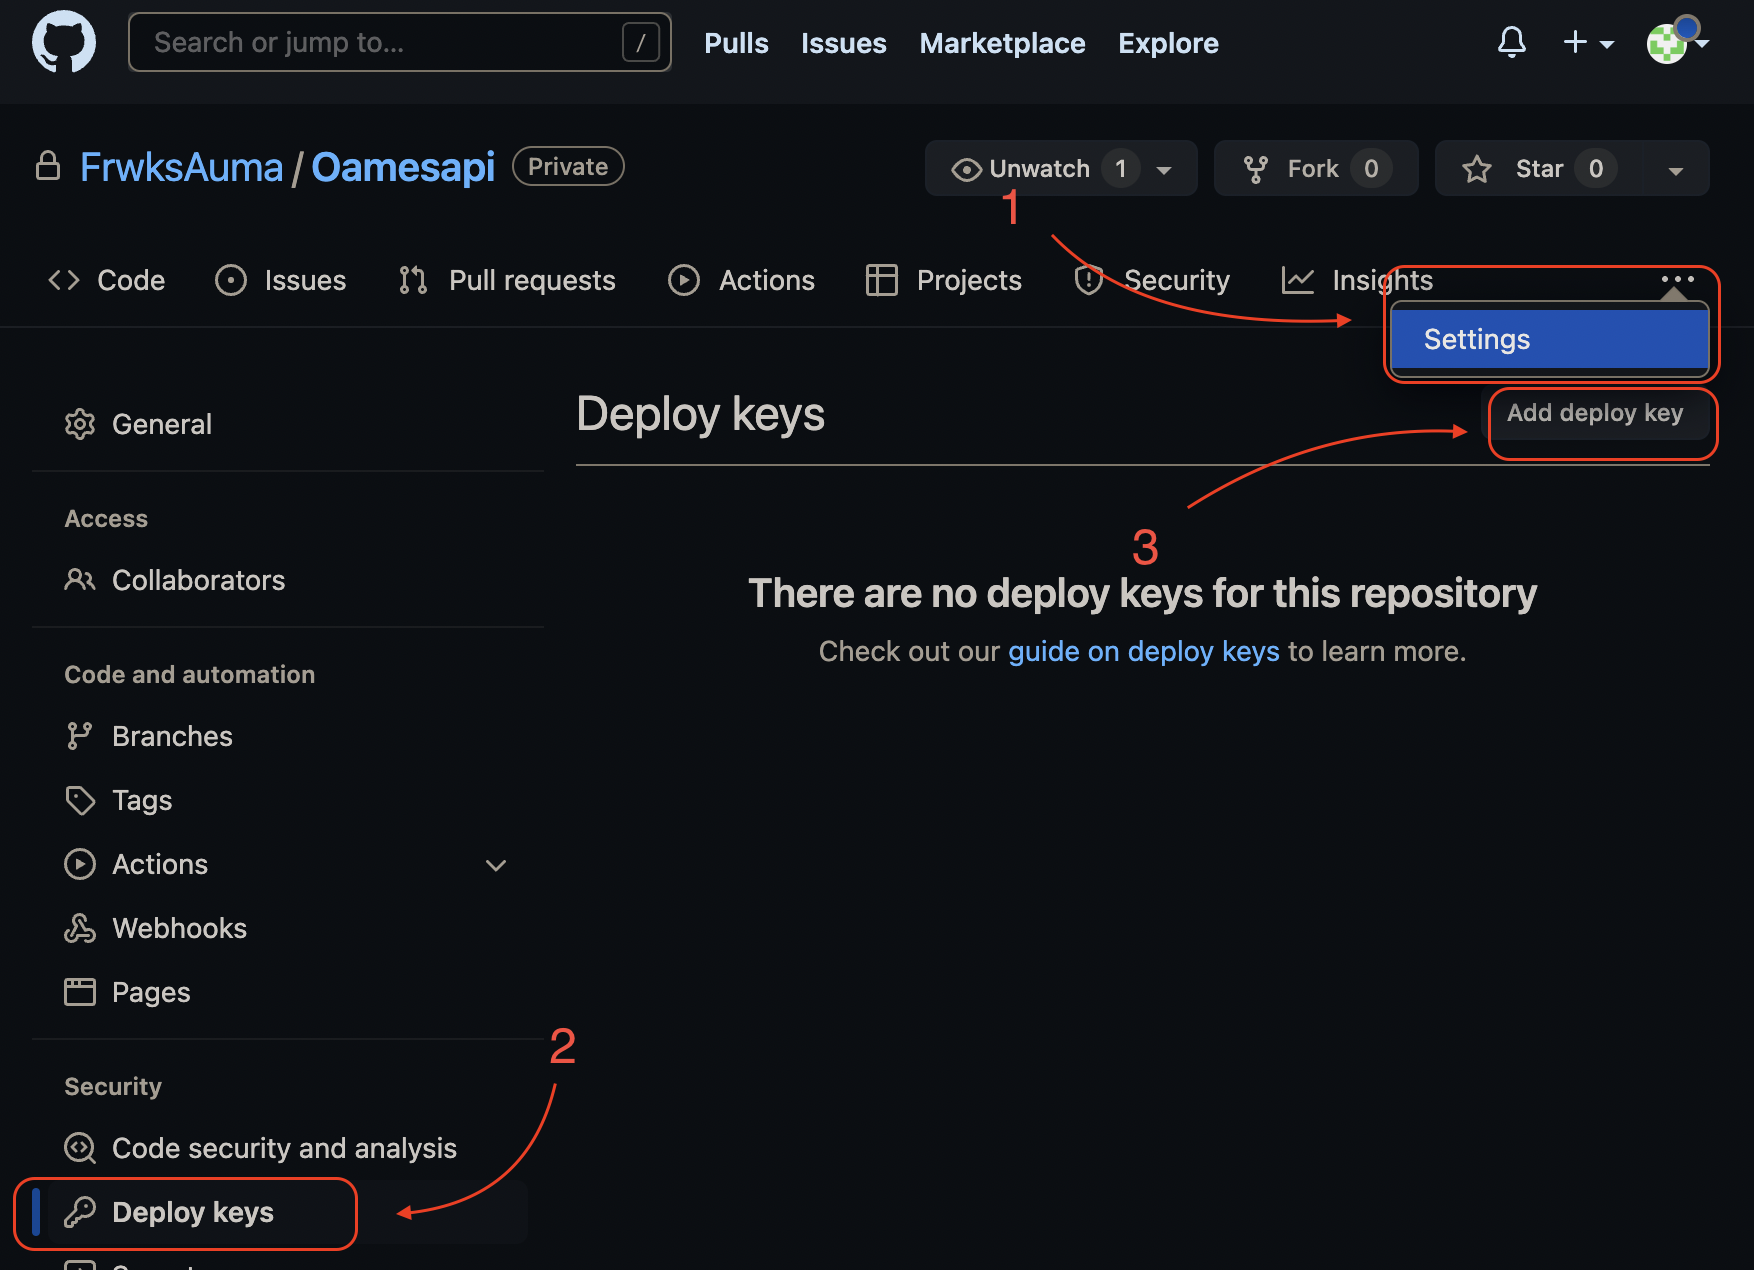 Search or jump to... /
Pulls
Issues
Marketplace
Explore
FrwksAuma / Oamesapi
Private
Unwatch 1
Fork 0
Star 0
1
Code
Issues
Pull requests
Actions
Projects
Security
Insights
Settings
General
Deploy keys
Add deploy key
Access
3
Collaborators
There are no deploy keys for this repository
Check out our guide on deploy keys to learn more.
Code and automation
Branches
Tags
Actions
Webhooks
Pages
2
Security
Code security and analysis
Deploy keys